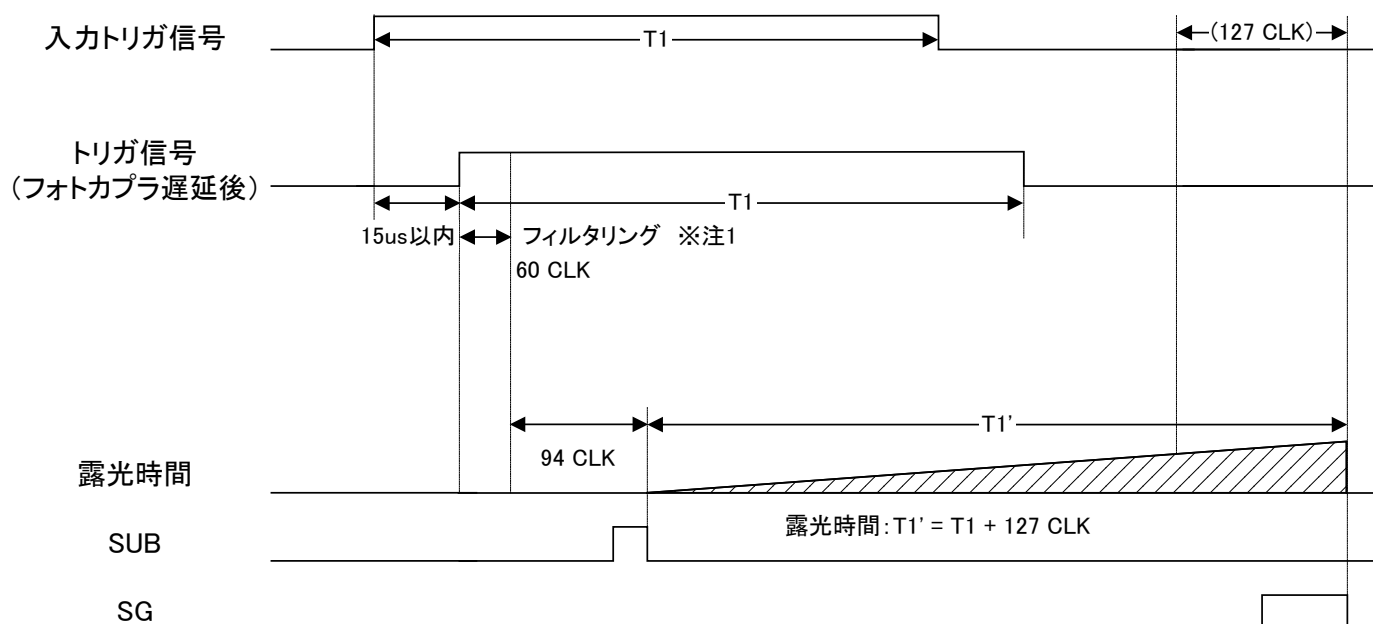 入力トリガ信号
T1
(127 CLK)
トリガ信号
(フォトカプラ遅延後)
T1
15us以内
フィルタリング ※注1
60 CLK
T1'
94 CLK
露光時間
露光時間:T1' = T1 + 127 CLK
SUB
SG